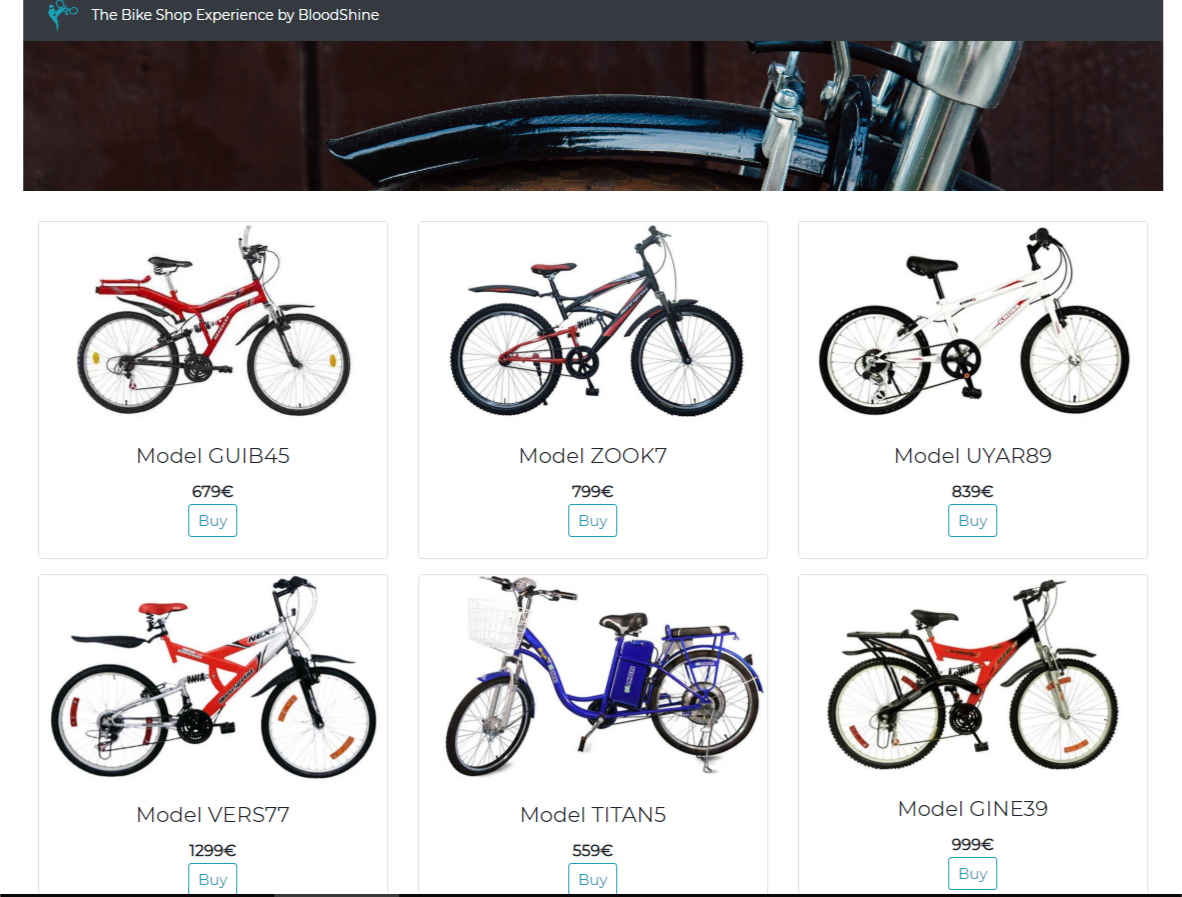 The Bike Shop Experience by BloodShine
Model GUIB45
679€
Buy
Model ZOOK7
799€
Buy
Model UYAR89
839€
Buy
NEXT
Model VERS77
1299€
Buy
Model TITAN5
559€
Buy
Model GINE39
999€
Buy